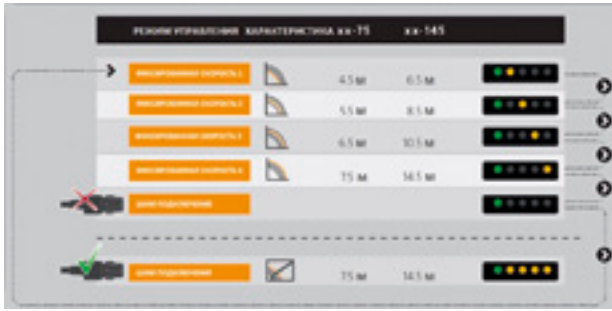 РЕЖИМ УПРАВЛЕНИЯ ХАРАКТЕРИСТИКА xx-75 xx-145
ФИКСИРОВАННАЯ СКОРОСТЬ 1 4.5 м 6.5 м
ФИКСИРОВАННАЯ СКОРОСТЬ 2 5.5 м 8.5 м
ФИКСИРОВАННАЯ СКОРОСТЬ 3 6.5 м 10.5 м
ФИКСИРОВАННАЯ СКОРОСТЬ 4 7.5 м 14.5 м
ШИМ ПОДКЛЮЧЕНИЕ
ШИМ ПОДКЛЮЧЕНИЕ 7.5 м 14.5 м